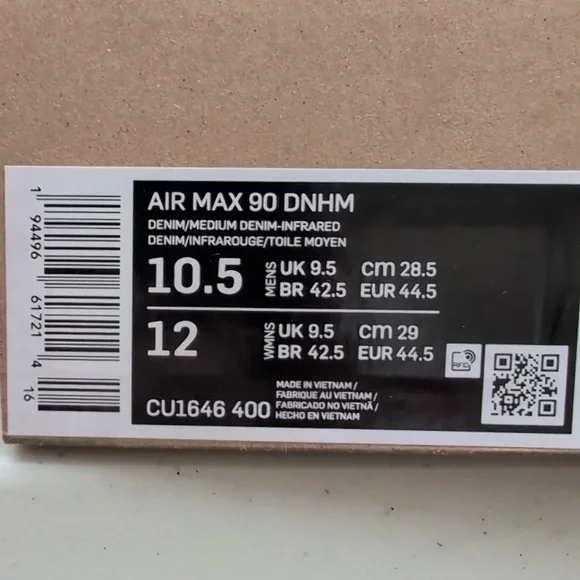 AIR MAX 90 DNHM
DENIM/MEDIUM DENIM-INFRARED
DENIM/INFRAROUGE/TOILE MOYEN
10.5 MENS UK 9.5 CM 28.5
BR 42.5 EUR 44.5
12 WMNS UK 9.5 CM 29
BR 42.5 EUR 44.5
RFID
CU1646 400
MADE IN VIETNAM/
FABRIQUE AU VIETNAM/
FABRICADO NO VIETNÃ/
HECHO EN VIETNAM
1 94496 61721 4 16